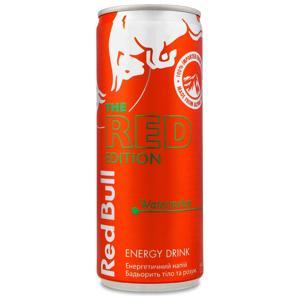 THE
RED
EDITION
Watermelon
Red Bull
ENERGY DRINK
Енергетичний напій
Бадьорить тіло та розум.